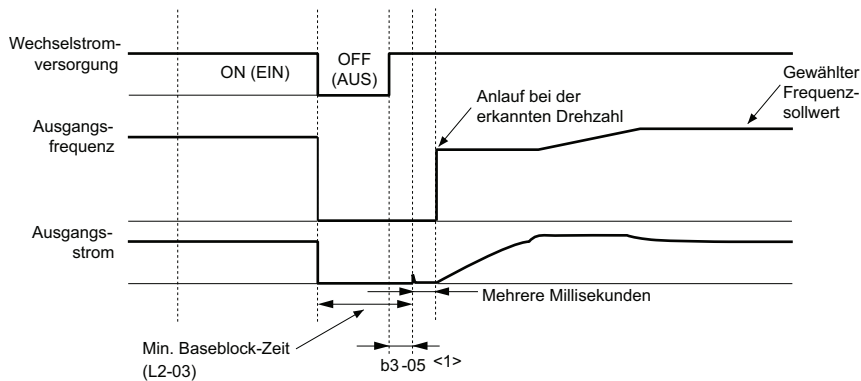 Wechselstrom-
versorgung
ON (EIN)
OFF
(AUS)
Gewählter
Frequenz-
sollwert
Anlauf bei der
erkannten Drehzahl
Ausgangs-
frequenz
Ausgangs-
strom
Mehrere Millisekunden
Min. Baseblock-Zeit
(L2-03)
b3-05 <1>